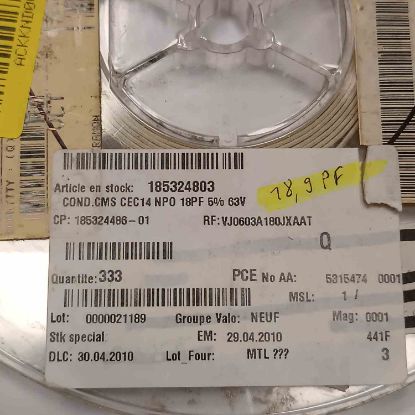 ACKKNI0
Article en stock: 185324803
COND.CMS CEC14 NPO 18PF 5% 63V
18,9 PF
CP: 185324486-01 RF:VJ0603A180JXAAT
Q
Quantite: 333 PCE No AA: 5315474 0001
MSL: 1 /
Lot: 0000021189 Groupe Valo: NEUF Mag: 0001
Stk special EM: 29.04.2010 441F
DLC: 30.04.2010 Lot_Four: MTL ??? 3